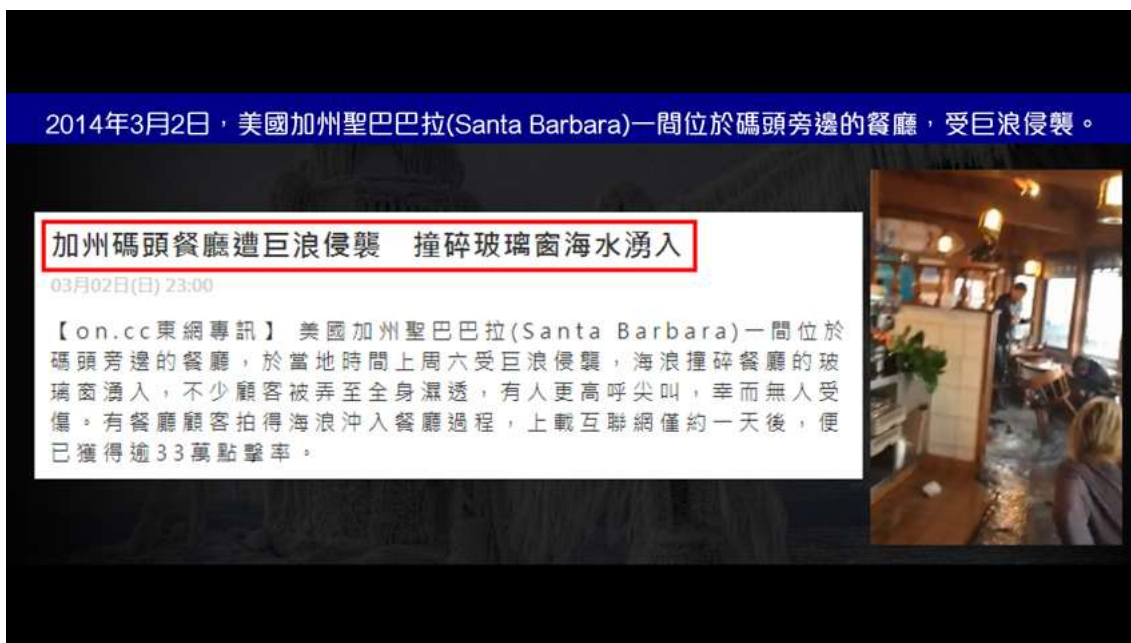 2014年3月2日，美國加州聖巴巴拉(Santa Barbara)一間位於碼頭旁邊的餐廳，受巨浪侵襲。
加州碼頭餐廳遭巨浪侵襲　撞碎玻璃窗海水湧入
03月02日(日) 23:00
【on.cc東網專訊】 美國加州聖巴巴拉(Santa Barbara)一間位於
碼頭旁邊的餐廳，於當地時間上周六受巨浪侵襲，海浪撞碎餐廳的玻
璃窗湧入，不少顧客被弄至全身濕透，有人更高呼尖叫，幸而無人受
傷。有餐廳顧客拍得海浪沖入餐廳過程，上載互聯網僅約一天後，便
已獲得逾33萬點擊率。